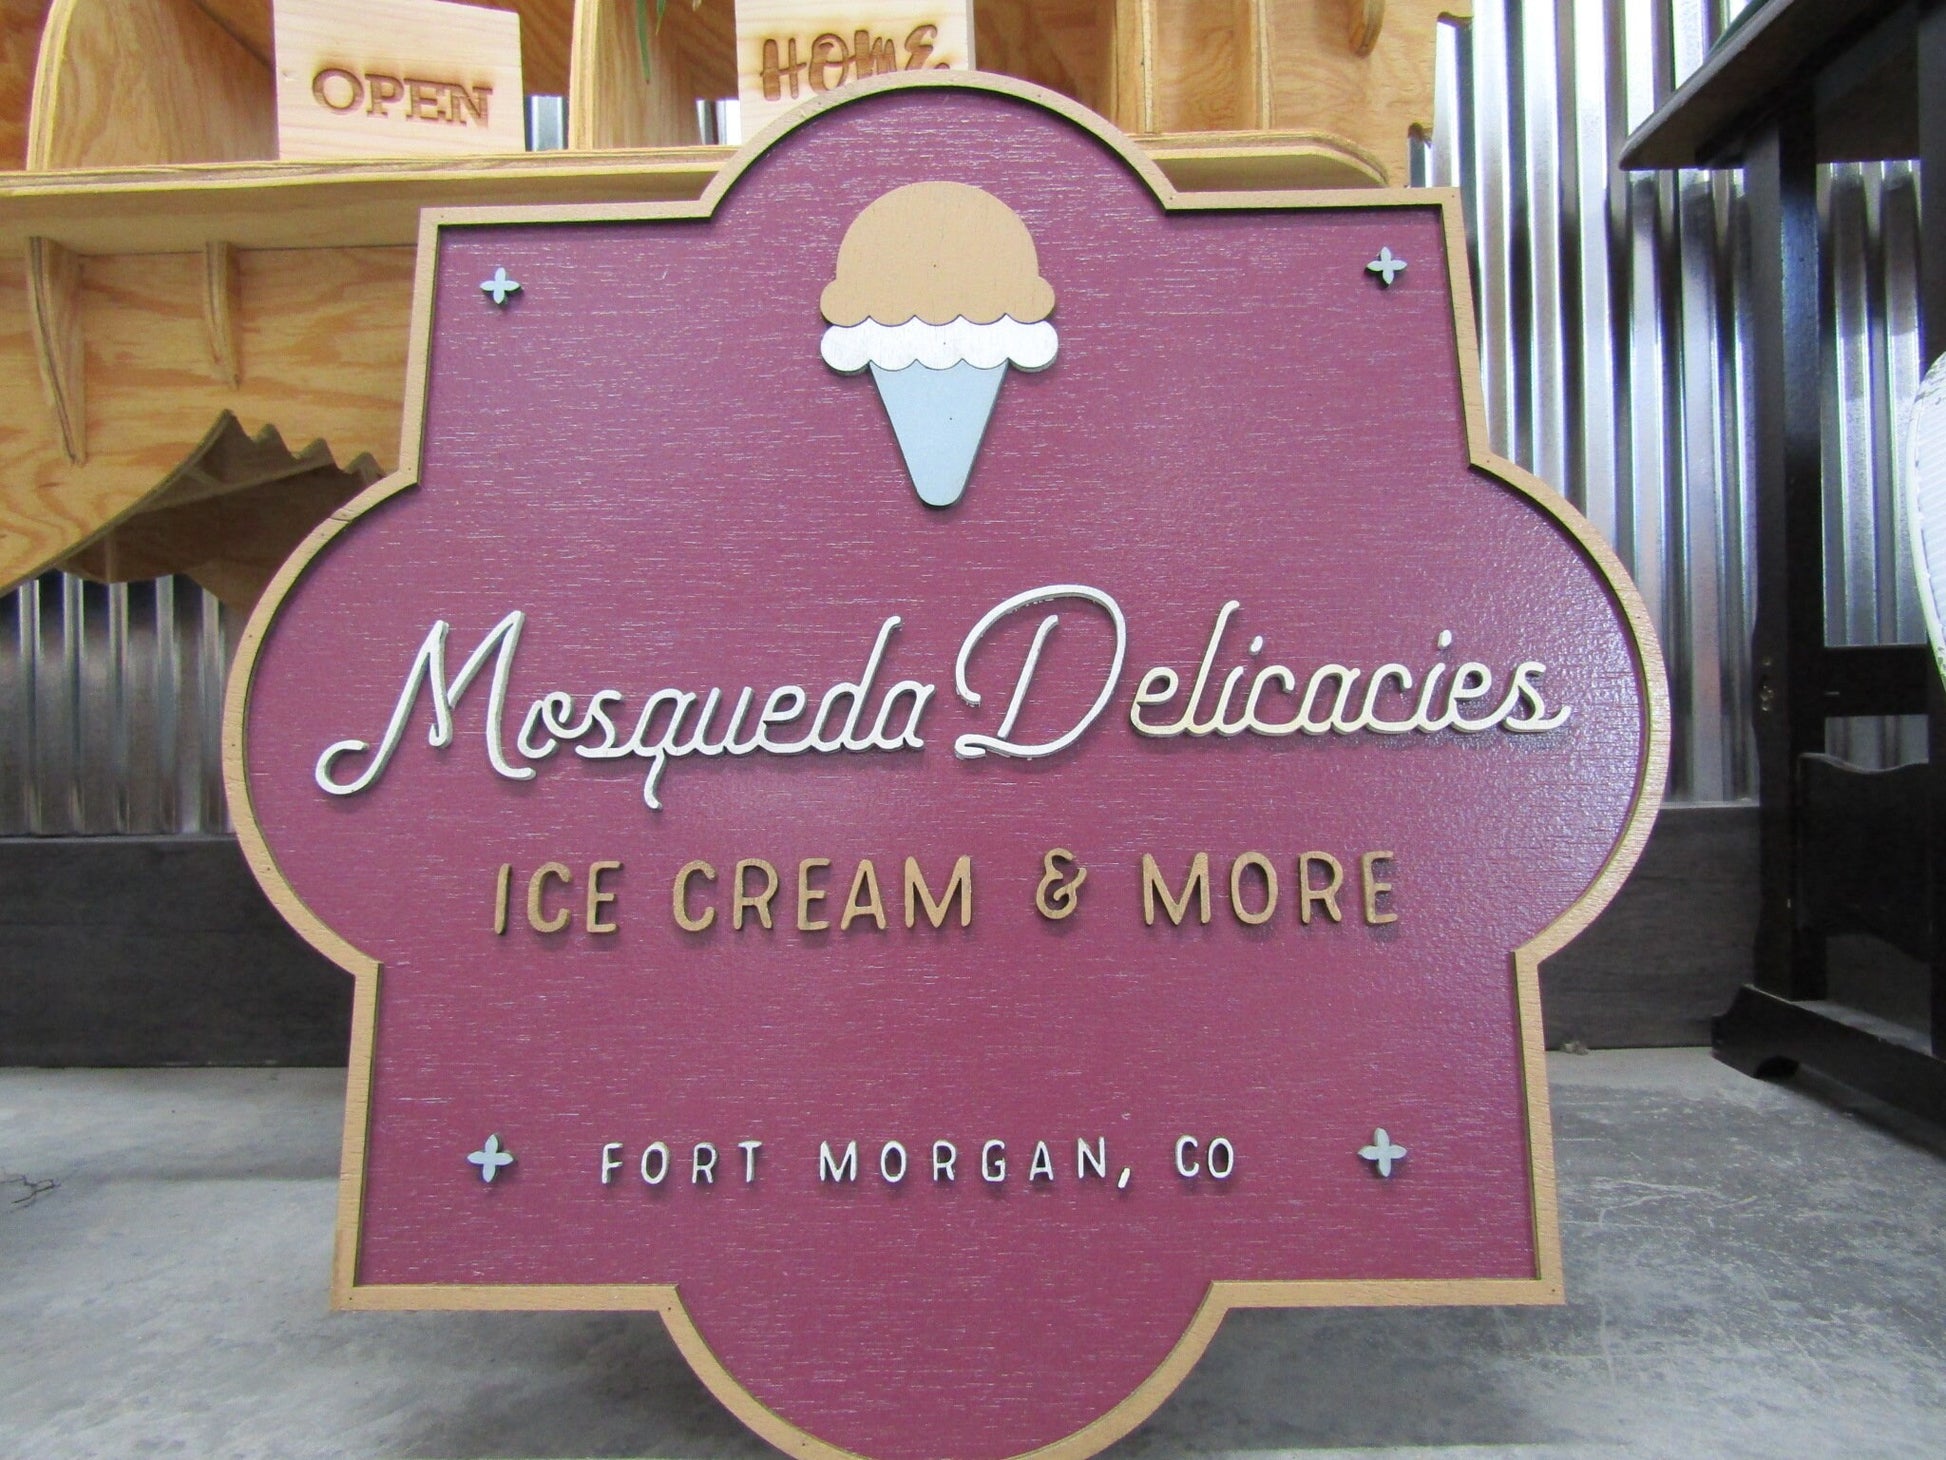 OPEN
HOME
Mosqueda Delicacies
ICE CREAM & MORE
FORT MORGAN, CO